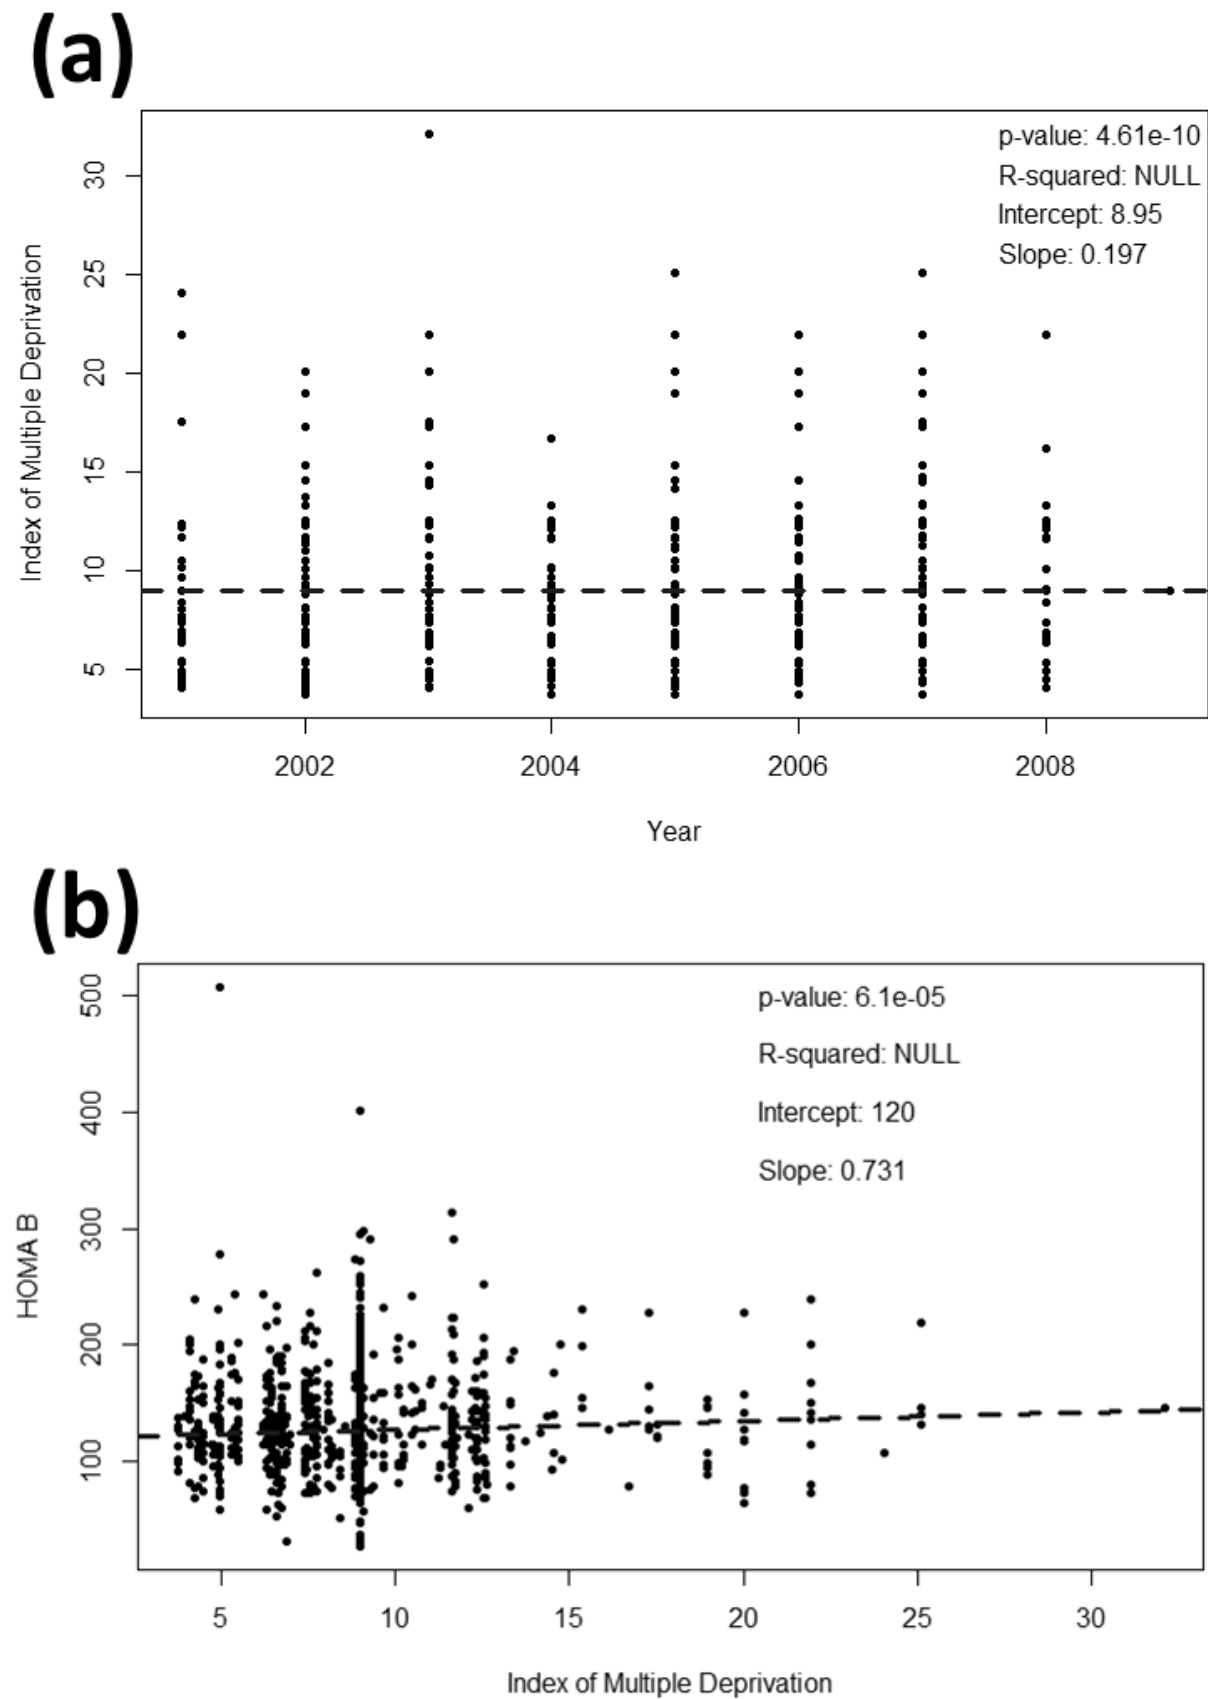 (a)
p-value: 4.61e-10
R-squared: NULL
Intercept: 8.95
Slope: 0.197
Index of Multiple Deprivation
30
25
20
15
10
5
2002 2004 2006 2008
Year
(b)
p-value: 6.1e-05
R-squared: NULL
Intercept: 120
Slope: 0.731
HOMA B
500
400
300
200
100
5 10 15 20 25 30
Index of Multiple Deprivation